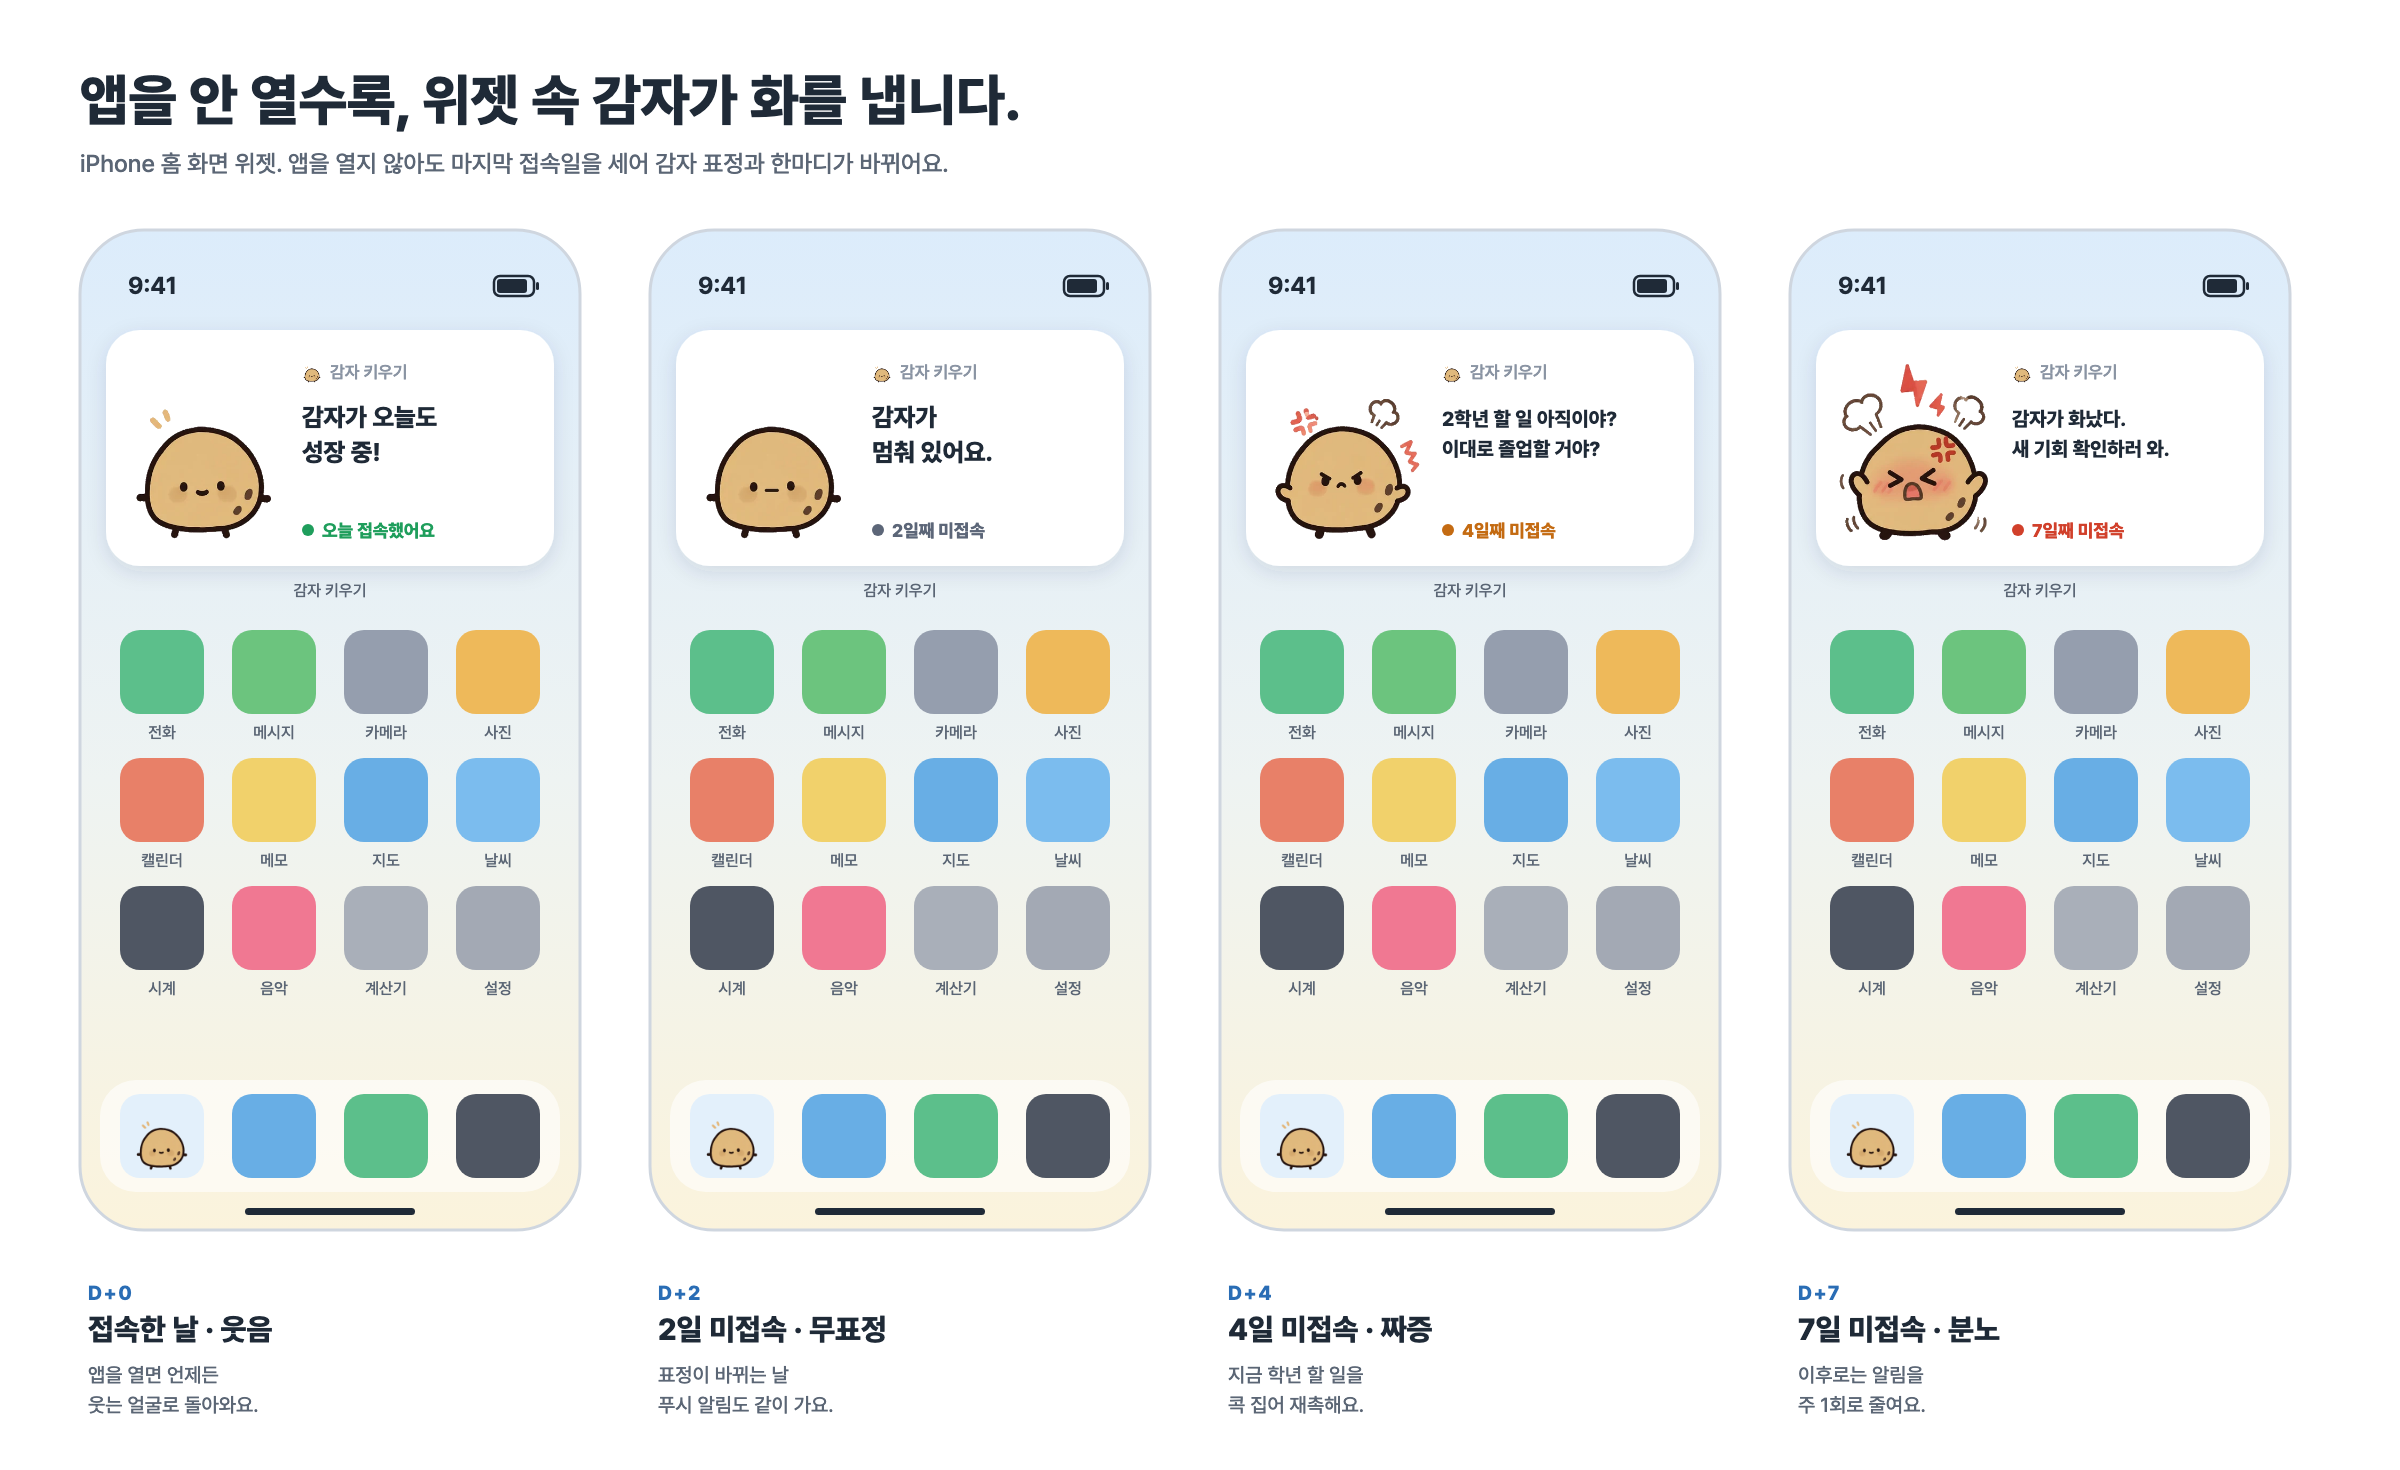 앱을 안 열수록, 위젯 속 감자가 화를 냅니다.
iPhone 홈 화면 위젯. 앱을 열지 않아도 마지막 접속일을 세어 감자 표정과 한마디가 바뀌어요.
9:41
감자 키우기
감자가 오늘도
성장 중!
오늘 접속했어요
감자 키우기
전화 메시지 카메라 사진
캘린더 메모 지도 날씨
시계 음악 계산기 설정
D+0
접속한 날 · 웃음
앱을 열면 언제든
웃는 얼굴로 돌아와요.
9:41
감자 키우기
감자가
멈춰 있어요.
2일째 미접속
감자 키우기
전화 메시지 카메라 사진
캘린더 메모 지도 날씨
시계 음악 계산기 설정
D+2
2일 미접속 · 무표정
표정이 바뀌는 날
푸시 알림도 같이 가요.
9:41
감자 키우기
2학년 할 일 아직이야?
이대로 졸업할 거야?
4일째 미접속
감자 키우기
전화 메시지 카메라 사진
캘린더 메모 지도 날씨
시계 음악 계산기 설정
D+4
4일 미접속 · 짜증
지금 학년 할 일을
콕 집어 재촉해요.
9:41
감자 키우기
감자가 화났다.
새 기회 확인하러 와.
7일째 미접속
감자 키우기
전화 메시지 카메라 사진
캘린더 메모 지도 날씨
시계 음악 계산기 설정
D+7
7일 미접속 · 분노
이후로는 알림을
주 1회로 줄여요.